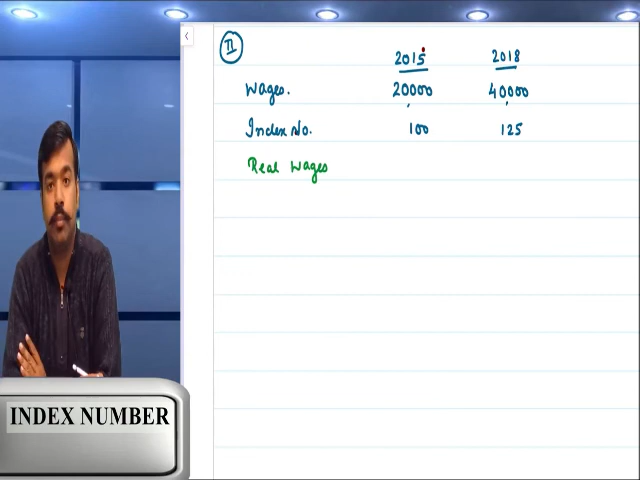 II
2015 2018
Wages. 20000 40000
Index No. 100 125
Real Wages
INDEX NUMBER